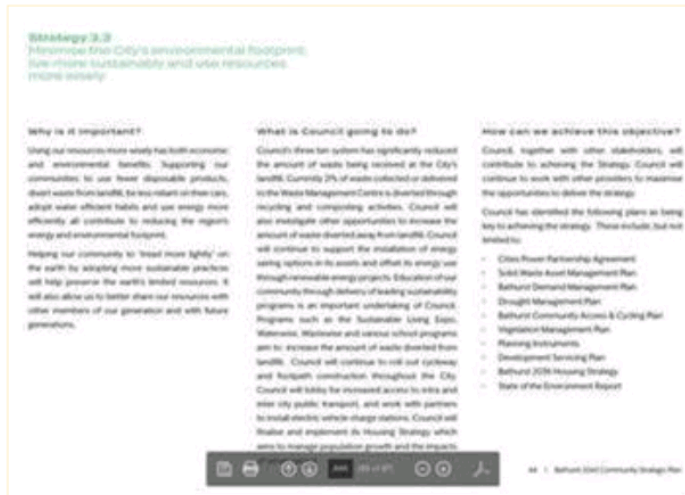 Strategy 3.3
Minimise the City's environmental footprint,
live more sustainably and use resources
more wisely
Why is it important?
Using our resources more wisely has both economic
and environmental benefits. Supporting our
communities to use fewer disposable products,
divert waste from landfill, be less reliant on their cars,
adopt water efficient habits and use energy more
efficiently all contribute to reducing the region's
energy and environmental footprint.
Helping our community to 'tread more lightly' on
the earth by adopting more sustainable practices
will help preserve the earth's limited resources. It
will also allow us to better share our resources with
other members of our generation and with future
generations.
What is Council going to do?
Council's three bin system has significantly reduced
the amount of waste being received at the City's
landfill. Currently of waste collected or delivered
to the Waste Management Centre is diverted through
recycling and composting activities. Council will
also investigate other opportunities to increase the
amount of waste diverted away from landfill. Council
will continue to support the installation of energy
saving options in its assets and offset its energy use
through renewable energy projects. Education of our
community through delivery of leading sustainability
programs is an important undertaking of Council.
Programs such as the Sustainable Living Expo,
Waterwise, Wastewise and various school programs
aim to increase the amount of waste diverted from
landfill. Council will continue to roll out cycleway
and footpath construction throughout the City.
Council will lobby for increased access to intra and
inter city public transport, and work with partners
to install electric vehicle charge stations. Council will
finalise and implement its Housing Strategy which
aims to manage population growth and the impacts
How can we achieve this objective?
Council, together with other stakeholders, will
contribute to achieving the Strategy. Council will
continue to work with other providers to maximise
the opportunities to deliver the strategy.
Council has identified the following plans as being
key to achieving the strategy. These include, but not
limited to:
• Cities Power Partnership Agreement
• Solid Waste Asset Management Plan
• Bathurst Demand Management Plan
• Drought Management Plan
• Bathurst Community Access & Cycling Plan
• Vegetation Management Plan
• Planning Instruments
• Development Servicing Plan
• Bathurst 2036 Housing Strategy
• State of the Environment Report
Bathurst 2040 Community Strategic Plan